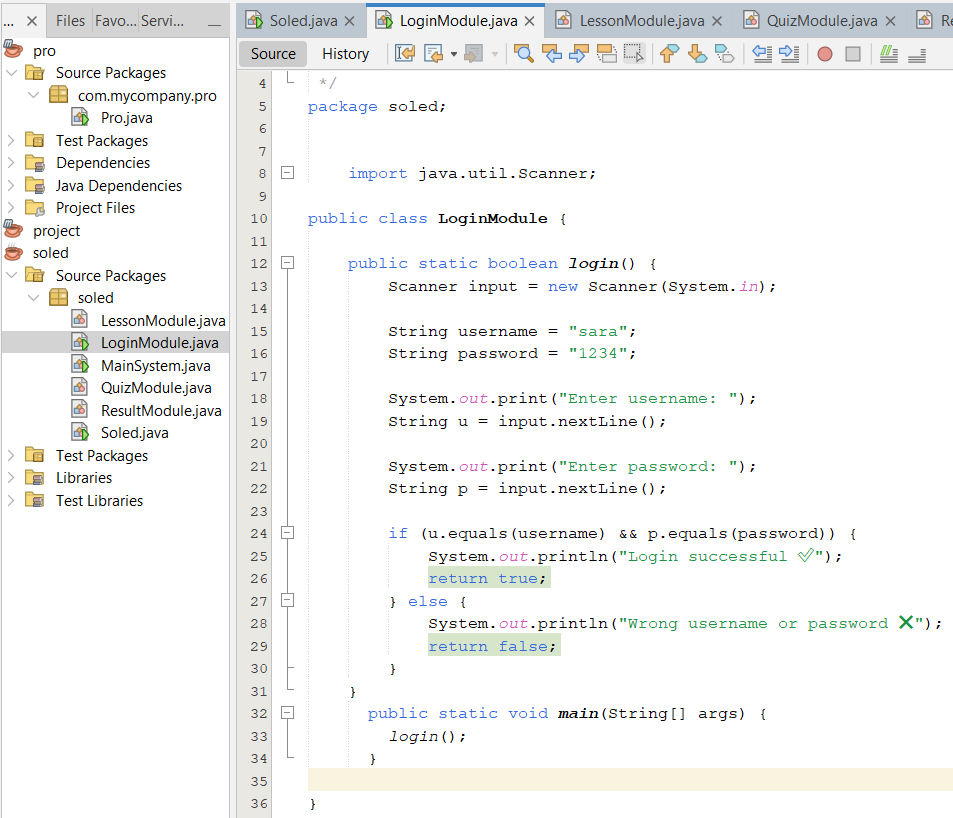 ... Files Favo... Servi...
pro
Source Packages
com.mycompany.pro
Pro.java
Test Packages
Dependencies
Java Dependencies
Project Files
project
soled
Source Packages
soled
LessonModule.java
LoginModule.java
MainSystem.java
QuizModule.java
ResultModule.java
Soled.java
Test Packages
Libraries
Test Libraries
Soled.java LoginModule.java LessonModule.java QuizModule.java Re
Source History
4 */
5 package soled;
6
7
8 import java.util.Scanner;
9
10 public class LoginModule {
11
12 public static boolean login() {
13 Scanner input = new Scanner(System.in);
14
15 String username = "sara";
16 String password = "1234";
17
18 System.out.print("Enter username: ");
19 String u = input.nextLine();
20
21 System.out.print("Enter password: ");
22 String p = input.nextLine();
23
24 if (u.equals(username) && p.equals(password)) {
25 System.out.println("Login successful ✅");
26 return true;
27 } else {
28 System.out.println("Wrong username or password ❌");
29 return false;
30 }
31 }
32 public static void main(String[] args) {
33 login();
34 }
35
36 }